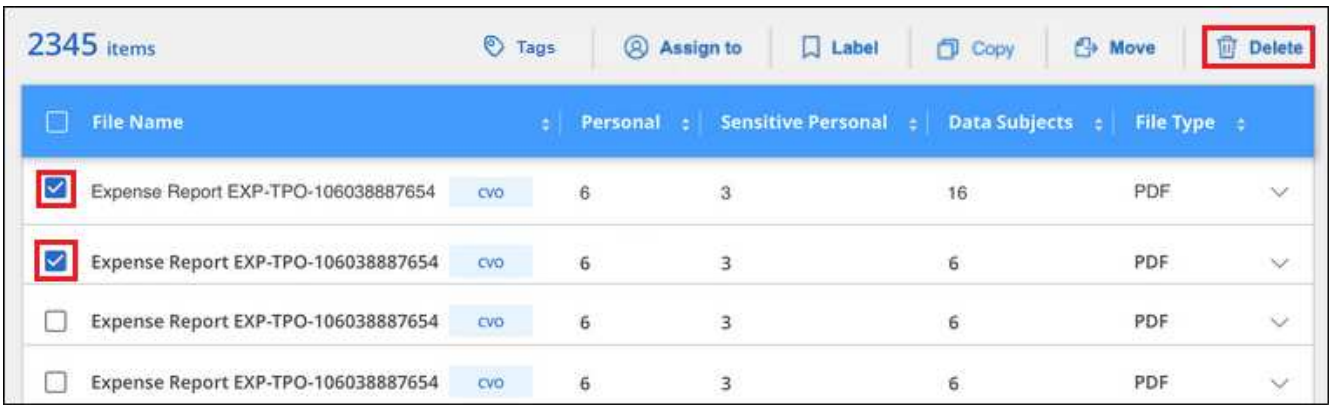 2345 items Tags Assign to Label Copy Move Delete
File Name Personal Sensitive Personal Data Subjects File Type
Expense Report EXP-TPO-106038887654 CVO 6 3 16 PDF
Expense Report EXP-TPO-106038887654 CVO 6 3 6 PDF
Expense Report EXP-TPO-106038887654 CVO 6 3 6 PDF
Expense Report EXP-TPO-106038887654 CVO 6 3 6 PDF